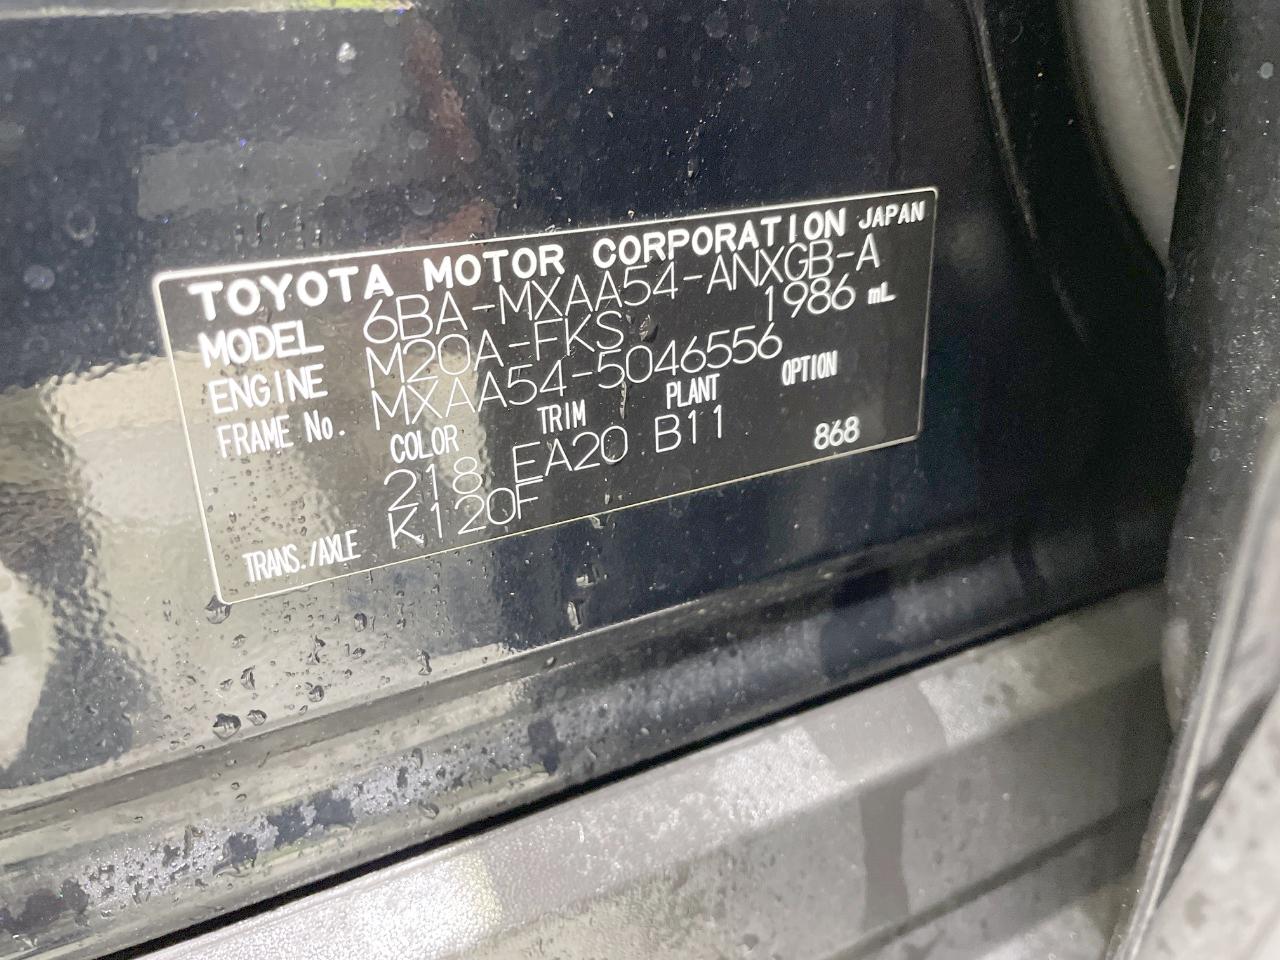 TOYOTA MOTOR CORPORATION JAPAN
MODEL 6BA-MXAA54-ANXGB-A
ENGINE M20A-FKS 1986 mL
FRAME No. MXAA54-5046556
COLOR TRIM PLANT OPTION
218 EA20 B11 868
TRANS./AXLE K120F